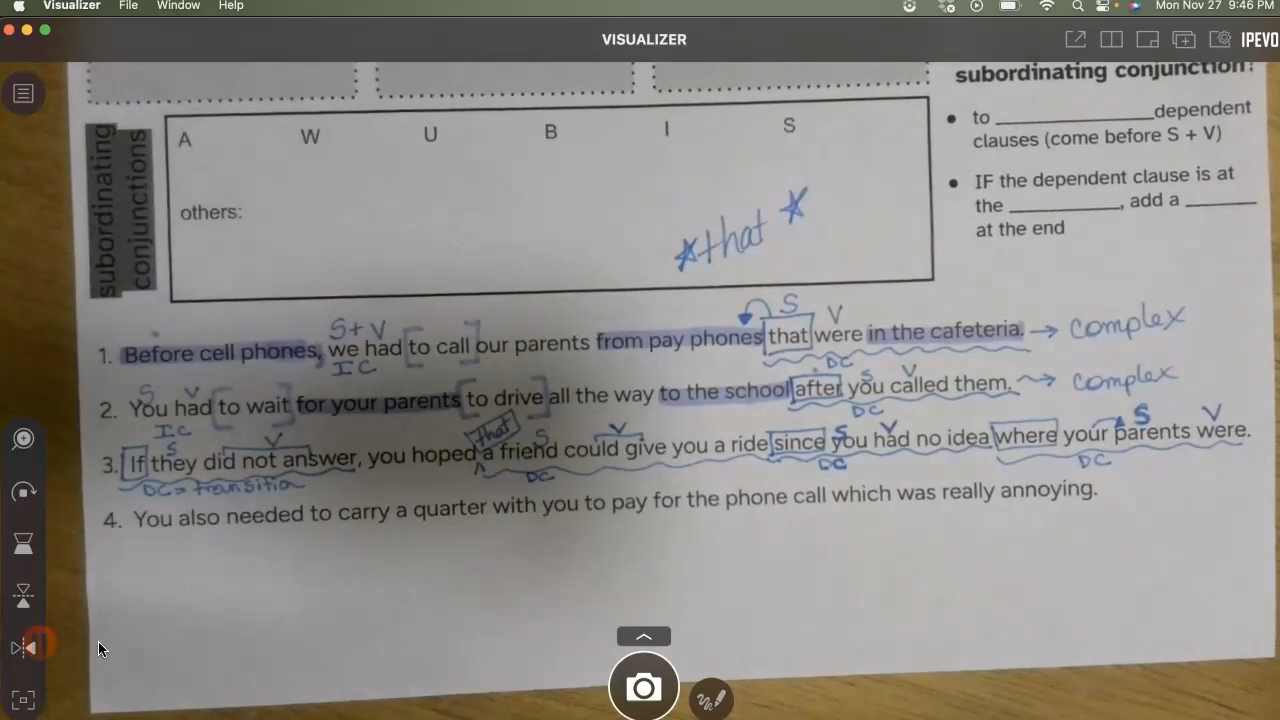 Visualizer File Window Help Mon Nov 27 9:46 PM
VISUALIZER
IPEVO
subordinating conjunction?
subordinating conjunctions
A W U B I S
others:
*that*
• to ______________dependent
clauses (come before S + V)
• IF the dependent clause is at
the __________, add a _______
at the end
S+V S V
1. Before cell phones, we had [to call] our parents from pay phones that were in the cafeteria. → complex
IC DC
S V S V
2. You had [to wait] for your parents [to drive] all the way to the school after you called them. → complex
IC DC
S V that S V S V S V
3. If they did not answer, you hoped ^ a friend could give you a ride since you had no idea where your parents were.
DC = transition DC DC DC
4. You also needed to carry a quarter with you to pay for the phone call which was really annoying.